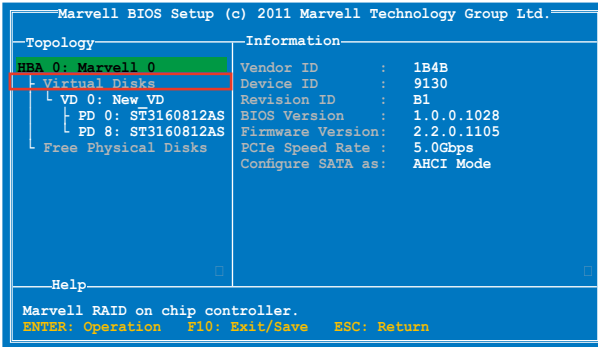 Marvell BIOS Setup (c) 2011 Marvell Technology Group Ltd.
Topology
HBA 0: Marvell 0
Virtual Disks
VD 0: New_VD
PD 0: ST3160812AS
PD 8: ST3160812AS
Free Physical Disks
Information
Vendor ID : 1B4B
Device ID : 9130
Revision ID : B1
BIOS Version : 1.0.0.1028
Firmware Version: 2.2.0.1105
PCIe Speed Rate : 5.0Gbps
Configure SATA as: AHCI Mode
Help
Marvell RAID on chip controller.
ENTER: Operation F10: Exit/Save ESC: Return